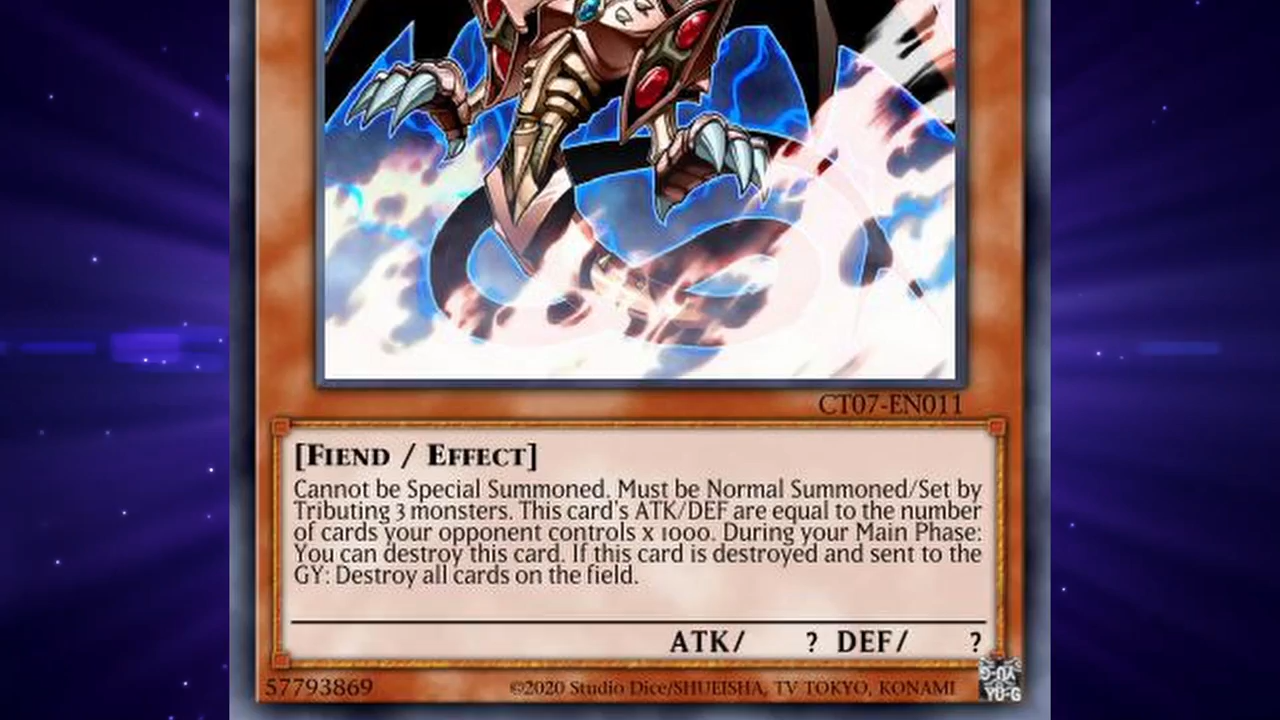 CT07-EN011
[Fiend / Effect]
Cannot be Special Summoned. Must be Normal Summoned/Set by
Tributing 3 monsters. This card's ATK/DEF are equal to the number
of cards your opponent controls x 1000. During your Main Phase:
You can destroy this card. If this card is destroyed and sent to the
GY: Destroy all cards on the field.
ATK/ ? DEF/ ?
57793869 ©2020 Studio Dice/SHUEISHA, TV TOKYO, KONAMI